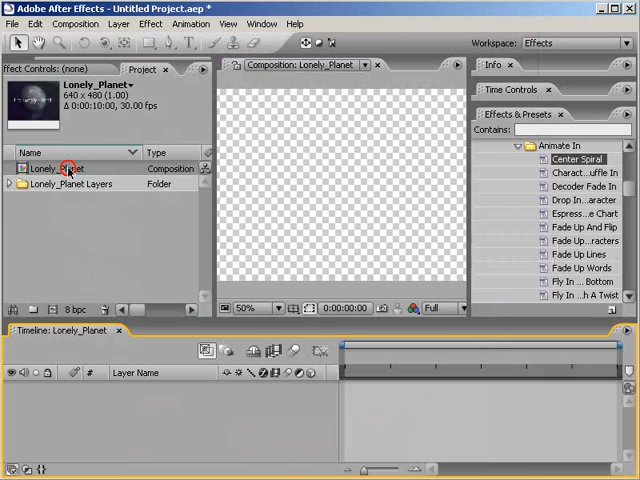 Adobe After Effects - Untitled Project.aep *
File Edit Composition Layer Effect Animation View Window Help
Workspace: Effects
ffect Controls: (none) Project
Composition: Lonely_Planet
Info
Lonely_Planet
640 x 480 (1.00)
Δ 0:00:10:00, 30.00 fps
Time Controls
Effects & Presets
Contains:
Animate In
Name Type
Center Spiral
Lonely_Planet Composition
Charact...uffle In
Lonely_Planet Layers Folder
Decoder Fade In
Drop In...aracter
Espress...e Chart
Fade Up And Flip
Fade Up...racters
Fade Up Lines
Fade Up Words
Fly In ... Bottom
Fly In ...h A Twist
8 bpc
50%
0:00:00:00
Full
Timeline: Lonely_Planet
# Layer Name